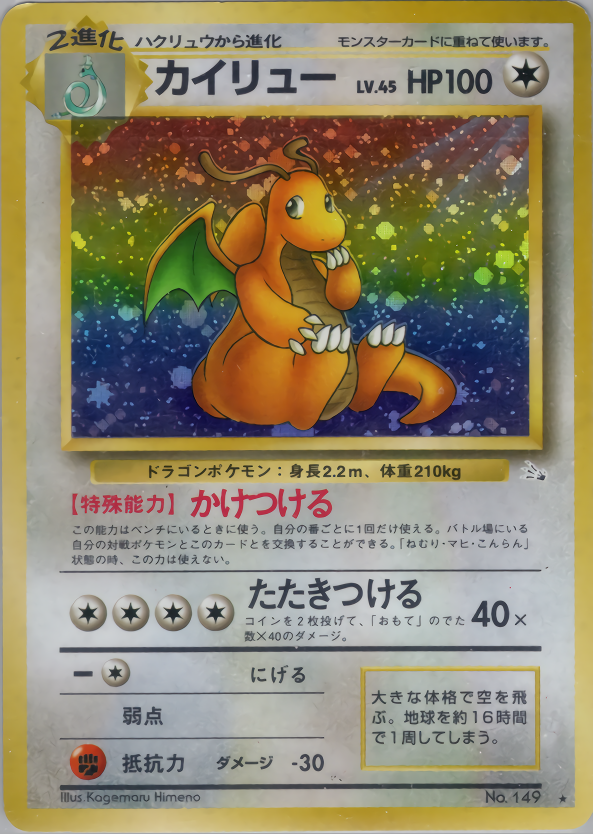 2進化 ハクリュウから進化 モンスターカードに重ねて使います。
カイリュー LV.45 HP100
ドラゴンポケモン：身長2.2m、体重210kg
【特殊能力】かけつける
この能力はベンチにいるときに使う。自分の番ごとに1回だけ使える。バトル場にいる
自分の対戦ポケモンとこのカードとを交換することができる。「ねむり・マヒ・こんらん」
状態の時、この力は使えない。
たたきつける
コインを2枚投げて、「おもて」のでた
数×40のダメージ。
40×
ー にげる
弱点
抵抗力 ダメージ -30
大きな体格で空を飛
ぶ。地球を約16時間
で1周してしまう。
Illus.Kagemaru Himeno
No.149 ★